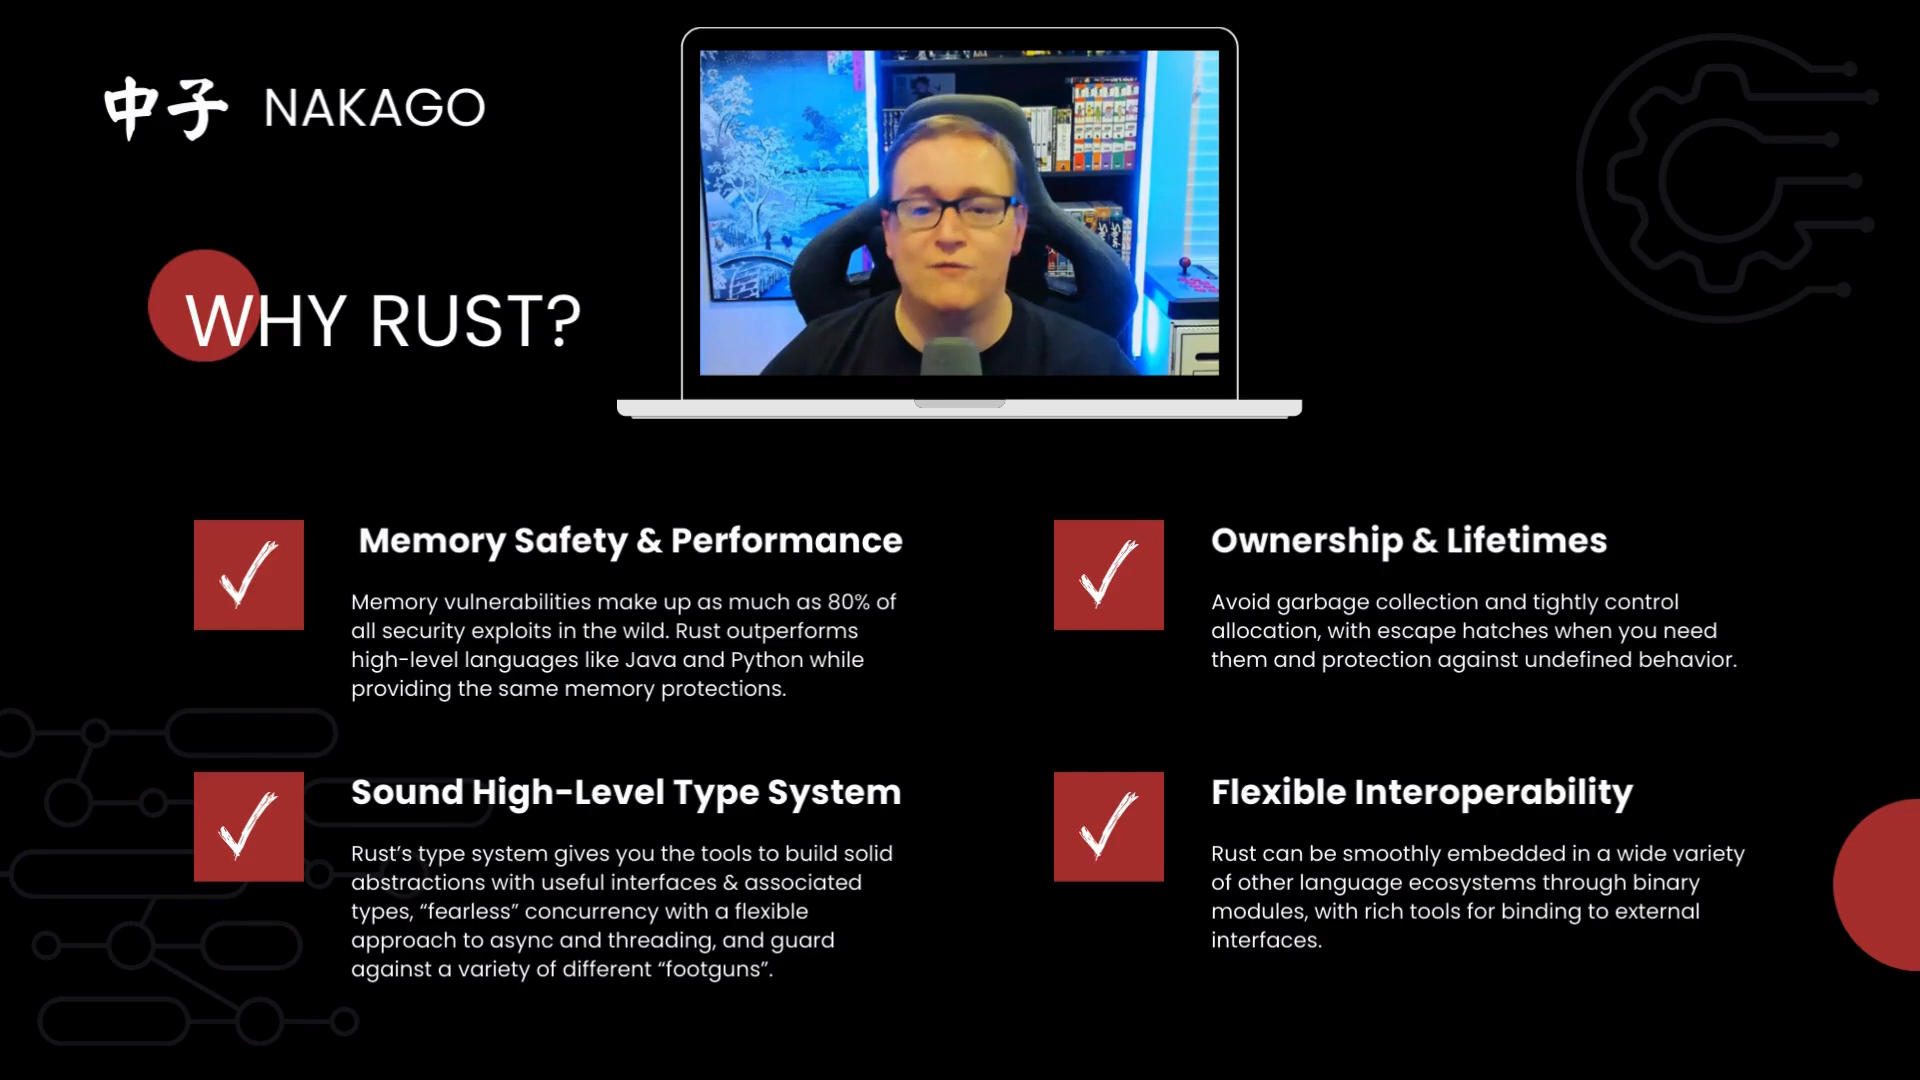 中子 NAKAGO
WHY RUST?
Memory Safety & Performance
Memory vulnerabilities make up as much as 80% of
all security exploits in the wild. Rust outperforms
high-level languages like Java and Python while
providing the same memory protections.
Ownership & Lifetimes
Avoid garbage collection and tightly control
allocation, with escape hatches when you need
them and protection against undefined behavior.
Sound High-Level Type System
Rust’s type system gives you the tools to build solid
abstractions with useful interfaces & associated
types, “fearless” concurrency with a flexible
approach to async and threading, and guard
against a variety of different “footguns”.
Flexible Interoperability
Rust can be smoothly embedded in a wide variety
of other language ecosystems through binary
modules, with rich tools for binding to external
interfaces.